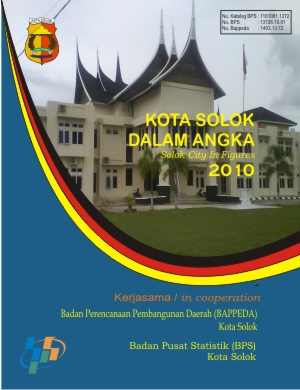 No. Katalog BPS : 1101001.1372
No. BPS : 13726.10.01
No. Bappeda : 1403.13.72
KOTA SOLOK
DALAM ANGKA
Solok City In Figures
2010
Kerjasama / in cooperation
Badan Perencanaan Pembangunan Daerah (BAPPEDA)
Kota Solok
Badan Pusat Statistik (BPS)
Kota Solok